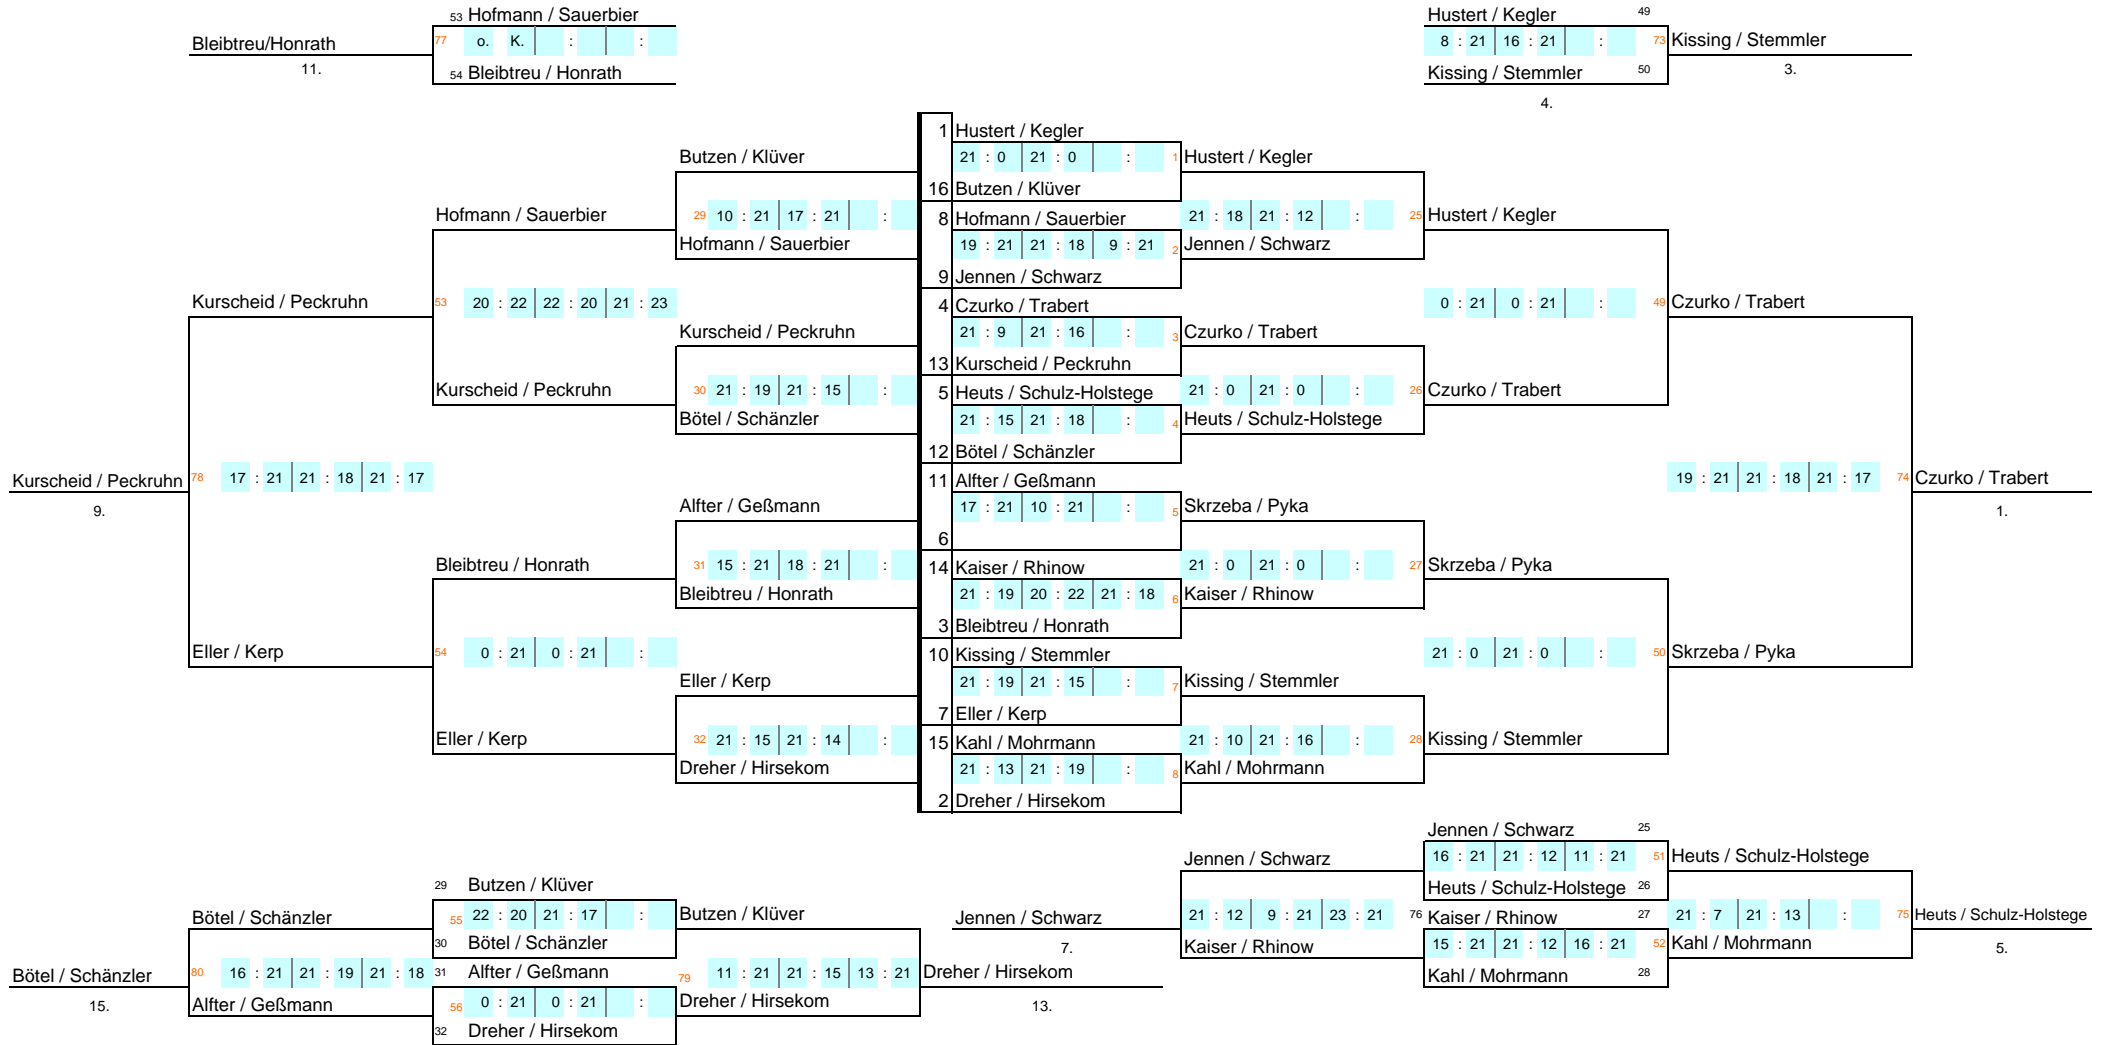 53 Hofmann / Sauerbier
Hustert / Kegler 49
Bleibtreu/Honrath 77 o. K. : : 8 : 21 16 : 21 : 73 Kissing / Stemmler
11. 54 Bleibtreu / Honrath Kissing / Stemmler 50 3.
4.
1 Hustert / Kegler
Butzen / Klüver 21 : 0 21 : 0 : 1 Hustert / Kegler
16 Butzen / Klüver
Hofmann / Sauerbier 29 10 : 21 17 : 21 : 8 Hofmann / Sauerbier 21 : 18 21 : 12 : 25 Hustert / Kegler
Hofmann / Sauerbier 19 : 21 21 : 18 9 : 21 2 Jennen / Schwarz
9 Jennen / Schwarz
Kurscheid / Peckruhn 53 20 : 22 22 : 20 21 : 23 4 Czurko / Trabert 0 : 21 0 : 21 : 49 Czurko / Trabert
Kurscheid / Peckruhn 21 : 9 21 : 16 : 3 Czurko / Trabert
13 Kurscheid / Peckruhn
Kurscheid / Peckruhn 30 21 : 19 21 : 15 : 5 Heuts / Schulz-Holstege 21 : 0 21 : 0 : 26 Czurko / Trabert
Bötel / Schänzler 21 : 15 21 : 18 : 4 Heuts / Schulz-Holstege
12 Bötel / Schänzler
Kurscheid / Peckruhn 78 17 : 21 21 : 18 21 : 17 11 Alfter / Geßmann 19 : 21 21 : 18 21 : 17 74 Czurko / Trabert
9. Alfter / Geßmann 17 : 21 10 : 21 : 5 Skrzeba / Pyka 1.
6
Bleibtreu / Honrath 31 15 : 21 18 : 21 : 14 Kaiser / Rhinow 21 : 0 21 : 0 : 27 Skrzeba / Pyka
Bleibtreu / Honrath 21 : 19 20 : 22 21 : 18 6 Kaiser / Rhinow
3 Bleibtreu / Honrath
Eller / Kerp 54 0 : 21 0 : 21 : 10 Kissing / Stemmler 21 : 0 21 : 0 : 50 Skrzeba / Pyka
Eller / Kerp 21 : 19 21 : 15 : 7 Kissing / Stemmler
7 Eller / Kerp
Eller / Kerp 32 21 : 15 21 : 14 : 15 Kahl / Mohrmann 21 : 10 21 : 16 : 28 Kissing / Stemmler
Dreher / Hirsekom 21 : 13 21 : 19 : 8 Kahl / Mohrmann
2 Dreher / Hirsekom
Jennen / Schwarz 25
Jennen / Schwarz 16 : 21 21 : 12 11 : 21 51 Heuts / Schulz-Holstege
29 Butzen / Klüver Heuts / Schulz-Holstege 26
Bötel / Schänzler 55 22 : 20 21 : 17 : Butzen / Klüver Jennen / Schwarz 21 : 12 9 : 21 23 : 21 76 Kaiser / Rhinow 27 21 : 7 21 : 13 : 75 Heuts / Schulz-Holstege
30 Bötel / Schänzler 7. Kaiser / Rhinow 15 : 21 21 : 12 16 : 21 52 Kahl / Mohrmann 5.
Bötel / Schänzler 80 16 : 21 21 : 19 21 : 18 31 Alfter / Geßmann 79 11 : 21 21 : 15 13 : 21 Dreher / Hirsekom Kahl / Mohrmann 28
15. Alfter / Geßmann 56 0 : 21 0 : 21 : Dreher / Hirsekom 13.
32 Dreher / Hirsekom